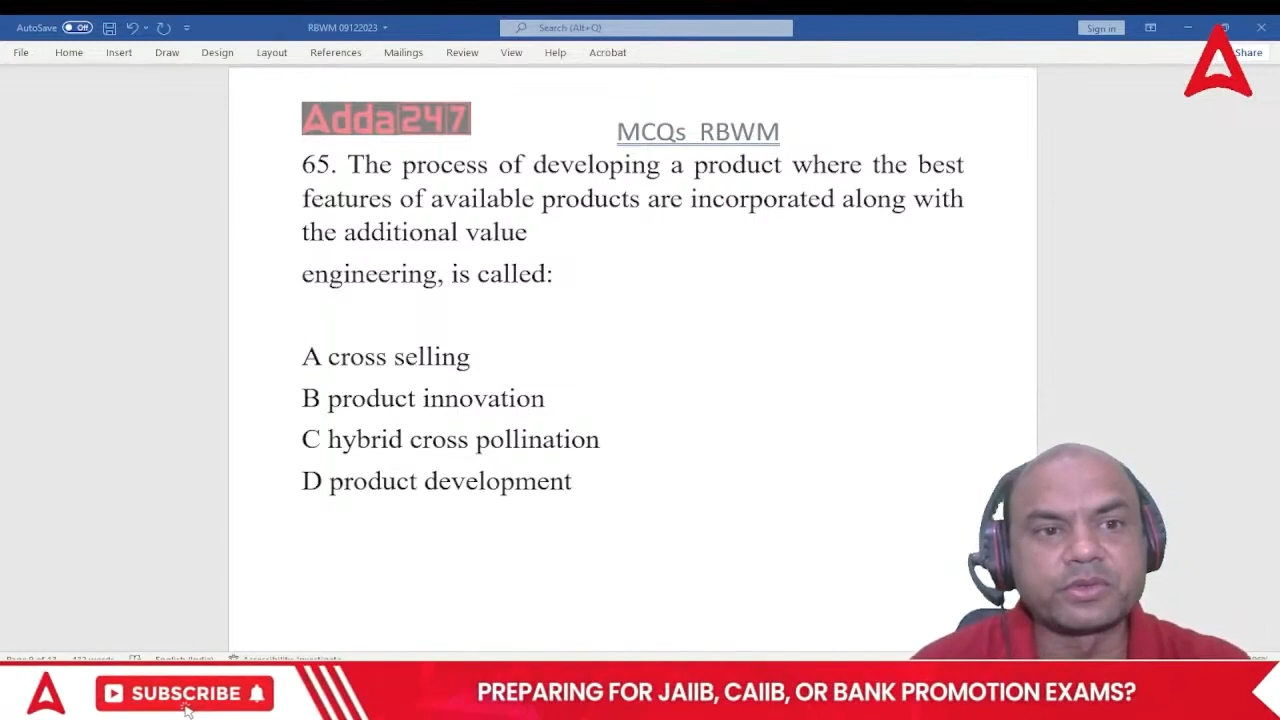 AutoSave Off RBWM 09122023 Search (Alt+Q) Sign in
File Home Insert Draw Design Layout References Mailings Review View Help Acrobat Share
Adda 247
MCQs RBWM
65. The process of developing a product where the best
features of available products are incorporated along with
the additional value
engineering, is called:
A cross selling
B product innovation
C hybrid cross pollination
D product development
SUBSCRIBE
PREPARING FOR JAIIB, CAIIB, OR BANK PROMOTION EXAMS?